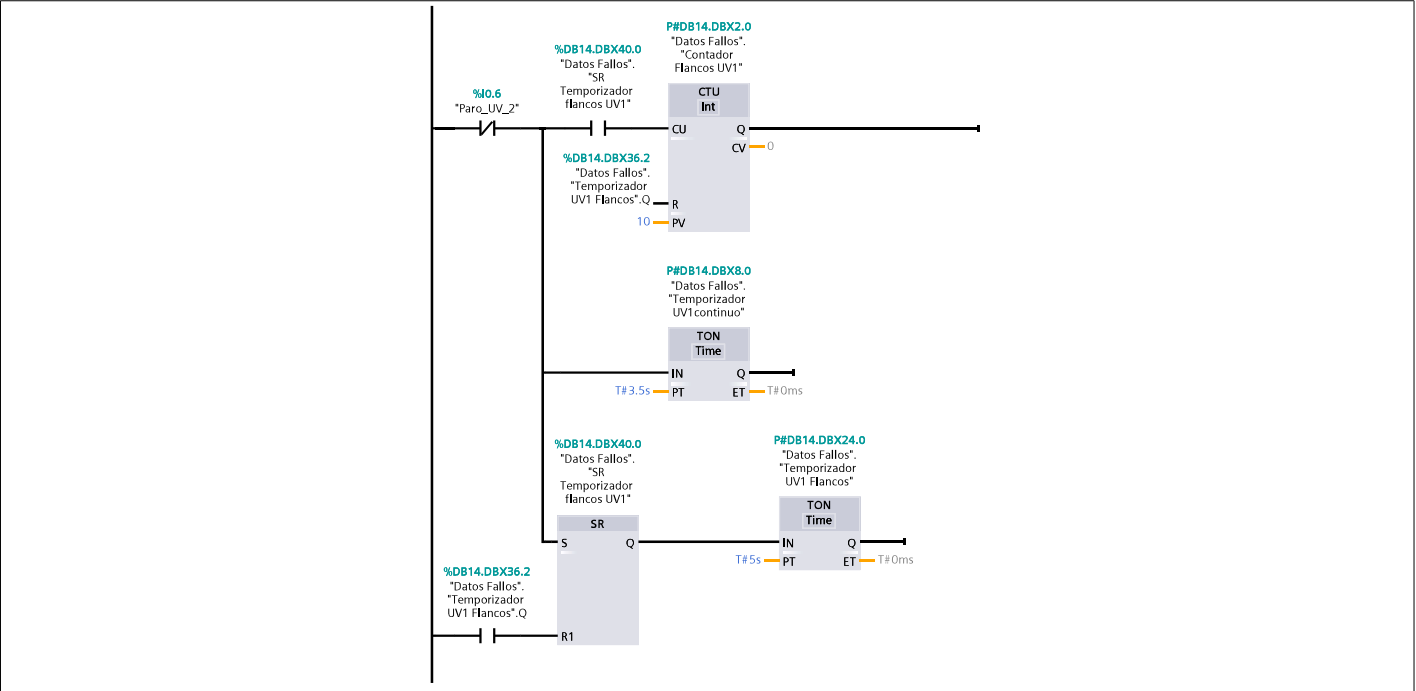 P#DB14.DBX2.0
"Datos Fallos".
"Contador
Flancos UV1"
%DB14.DBX40.0
"Datos Fallos".
"SR
Temporizador
flancos UV1"
%I0.6
"Paro_UV_2"
CTU
Int
CU
Q
CV
0
%DB14.DBX36.2
"Datos Fallos".
"Temporizador
UV1 Flancos".Q
R
10
PV
P#DB14.DBX8.0
"Datos Fallos".
"Temporizador
UV1continuo"
TON
Time
IN
Q
T#3.5s
PT
ET
T#0ms
%DB14.DBX40.0
"Datos Fallos".
"SR
Temporizador
flancos UV1"
SR
S
Q
P#DB14.DBX24.0
"Datos Fallos".
"Temporizador
UV1 Flancos"
TON
Time
IN
Q
T#5s
PT
ET
T#0ms
%DB14.DBX36.2
"Datos Fallos".
"Temporizador
UV1 Flancos".Q
R1